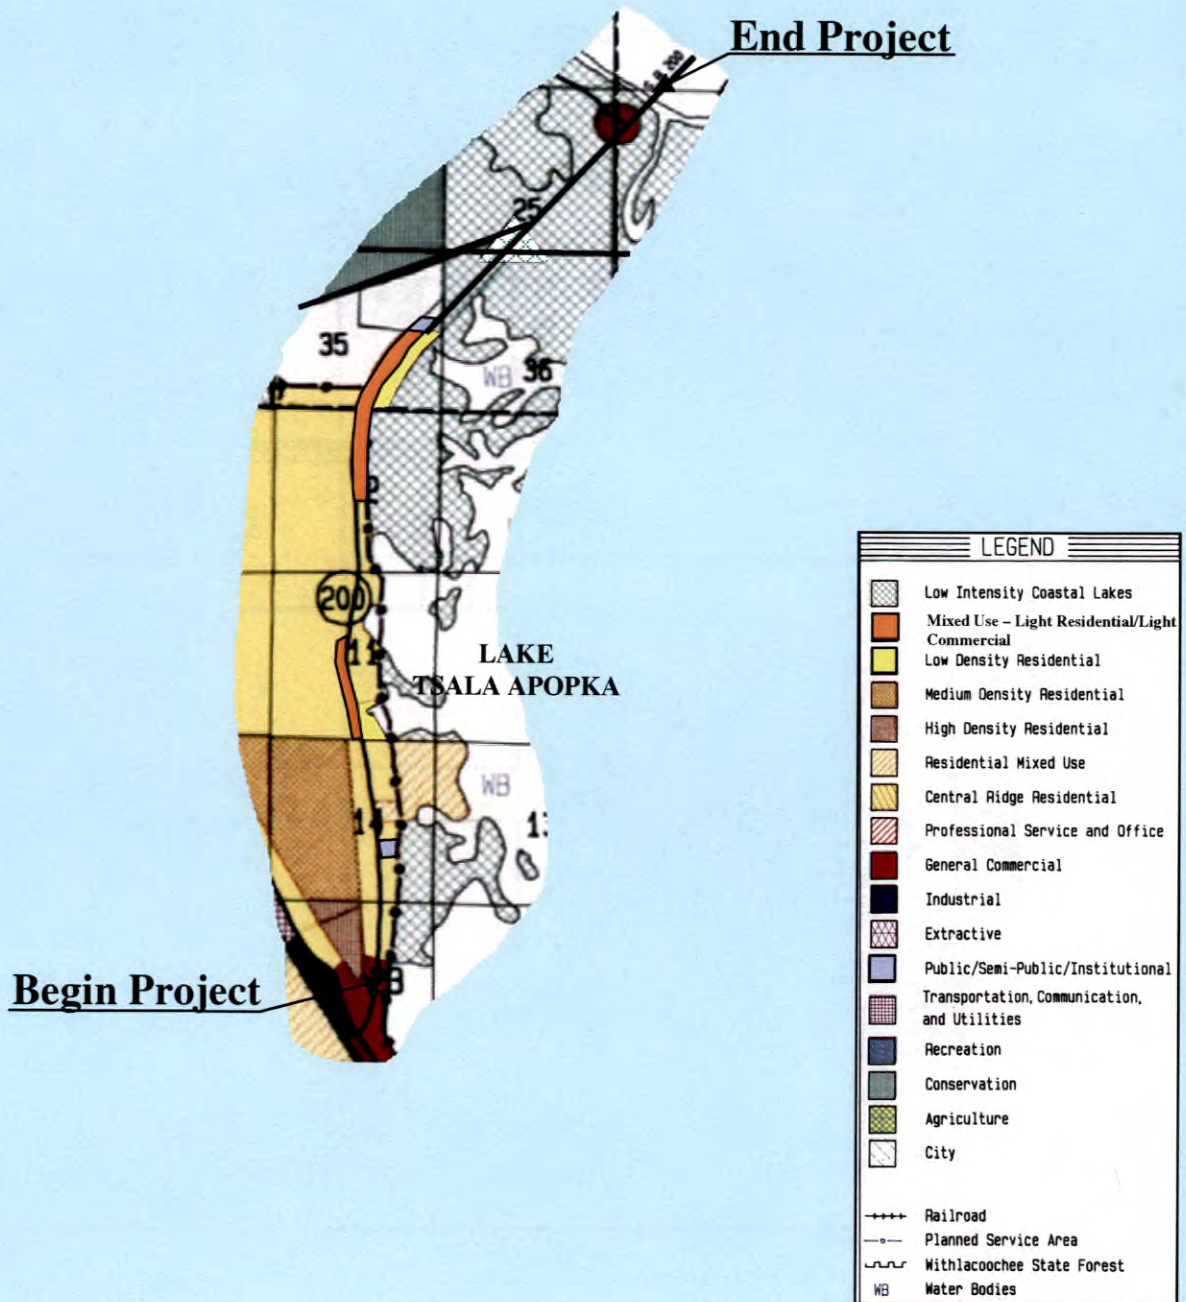 End Project
S.R. 200
25
35
WB 36
2
200
11
LAKE
TSALA APOPKA
WB
Begin Project
LEGEND
Low Intensity Coastal Lakes
Mixed Use – Light Residential/Light
Commercial
Low Density Residential
Medium Density Residential
High Density Residential
Residential Mixed Use
Central Ridge Residential
Professional Service and Office
General Commercial
Industrial
Extractive
Public/Semi-Public/Institutional
Transportation, Communication,
and Utilities
Recreation
Conservation
Agriculture
City
Railroad
Planned Service Area
Withlacoochee State Forest
WB Water Bodies